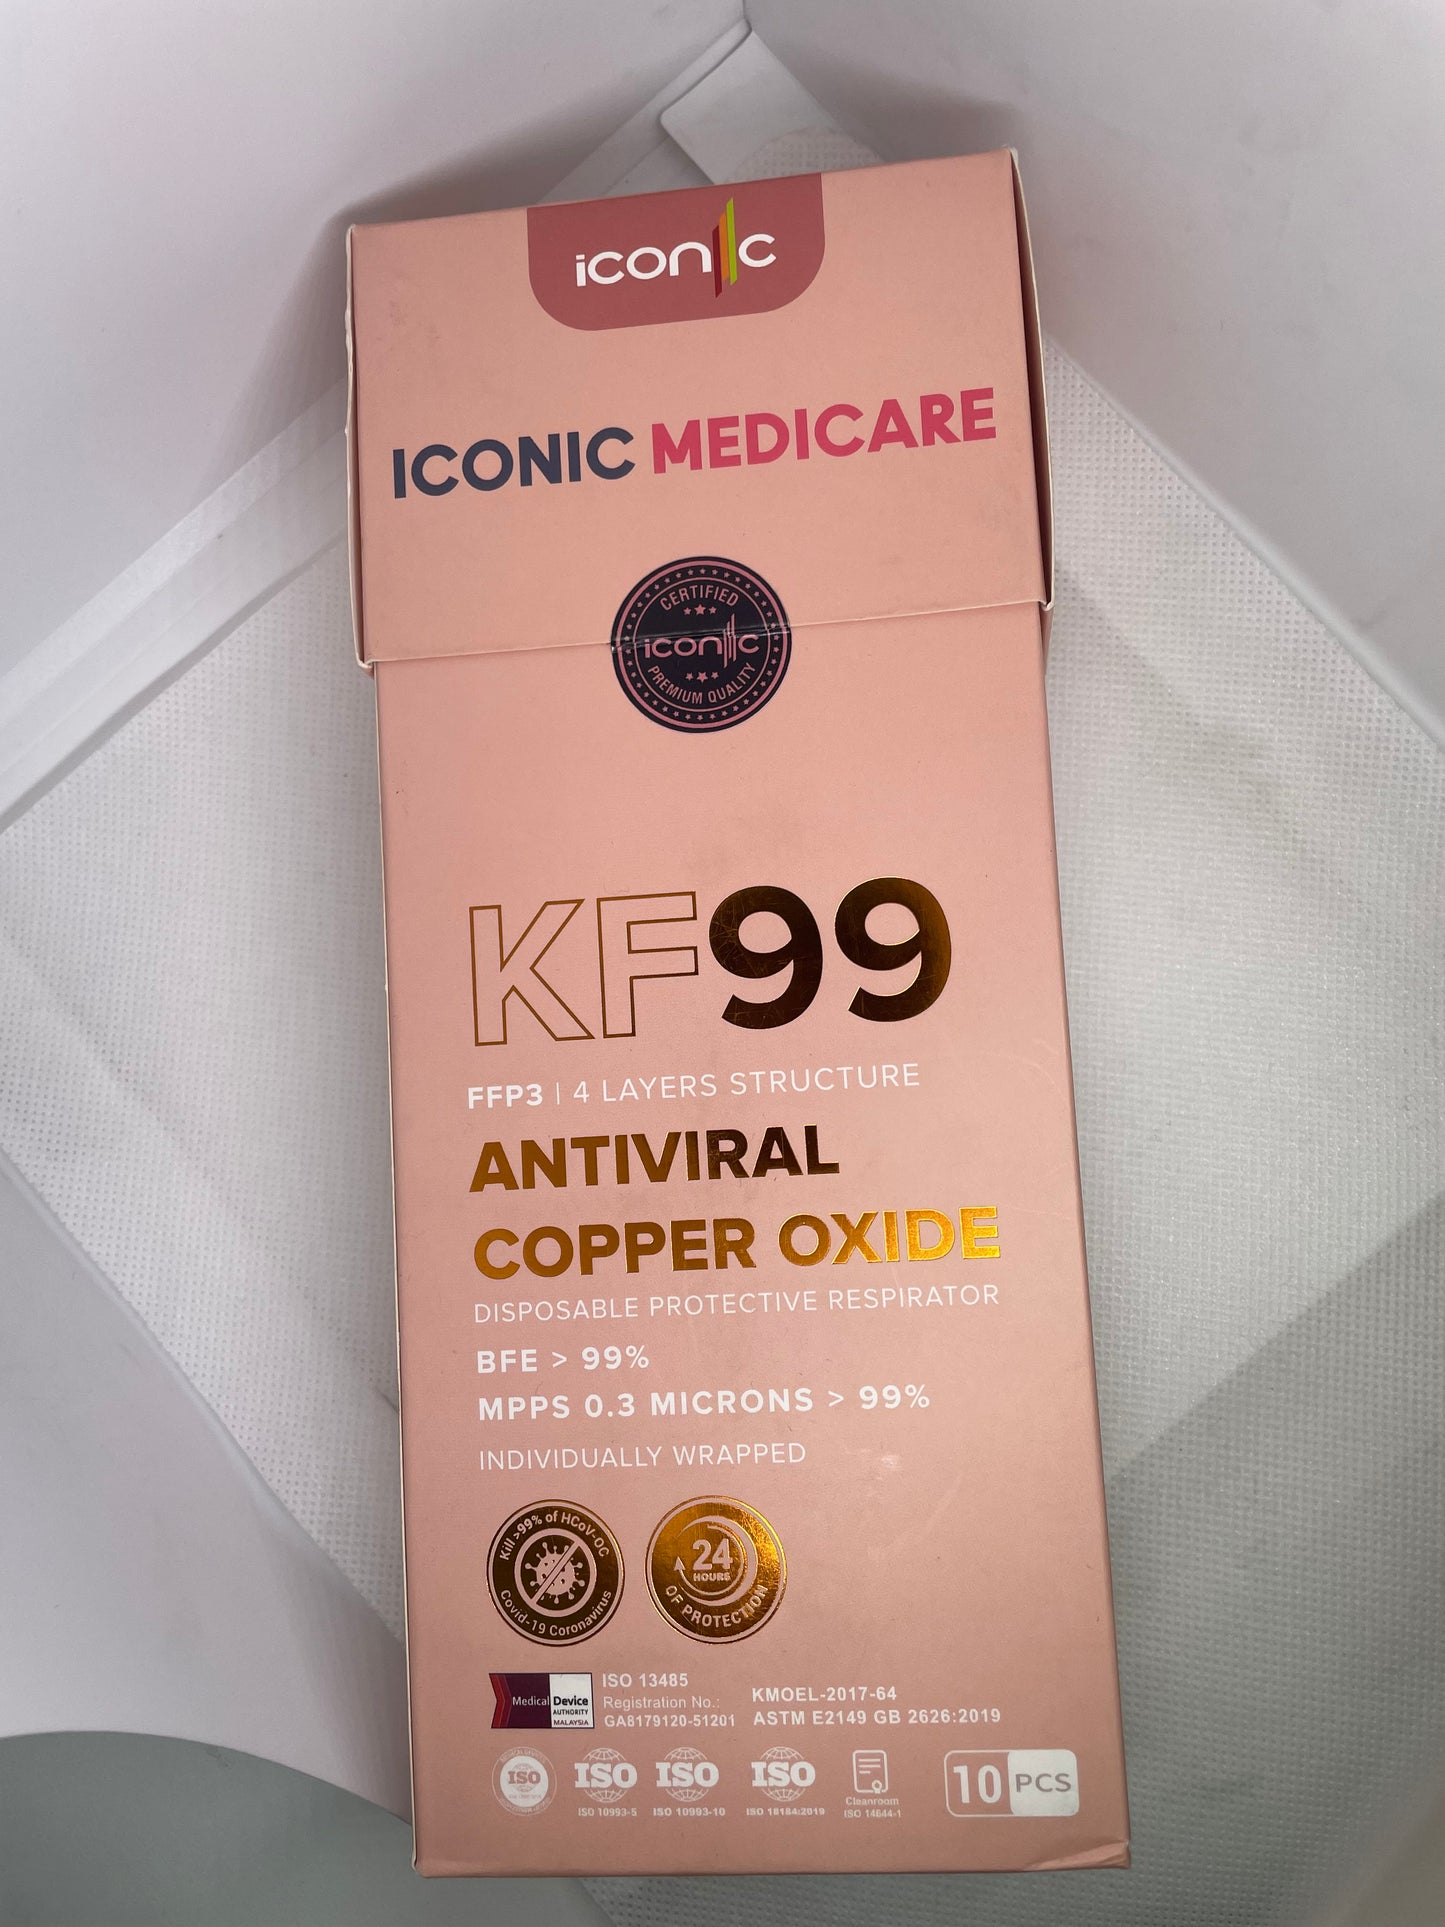 iconic
ICONIC MEDICARE
CERTIFIED
iconic
PREMIUM QUALITY
KF99
FFP3 | 4 LAYERS STRUCTURE
ANTIVIRAL
COPPER OXIDE
DISPOSABLE PROTECTIVE RESPIRATOR
BFE > 99%
MPPS 0.3 MICRONS > 99%
INDIVIDUALLY WRAPPED
Kill >99% of HCoV-OC
Covid-19 Coronavirus
24
HOURS
OF PROTECTION
Medical Device
AUTHORITY
MALAYSIA
ISO 13485
Registration No.:
GA8179120-51201
KMOEL-2017-64
ASTM E2149 GB 2626:2019
ISO
ISO
ISO 10993-5
ISO
ISO 10993-10
ISO
ISO 18184:2019
Cleanroom
ISO 14644-1
10 PCS